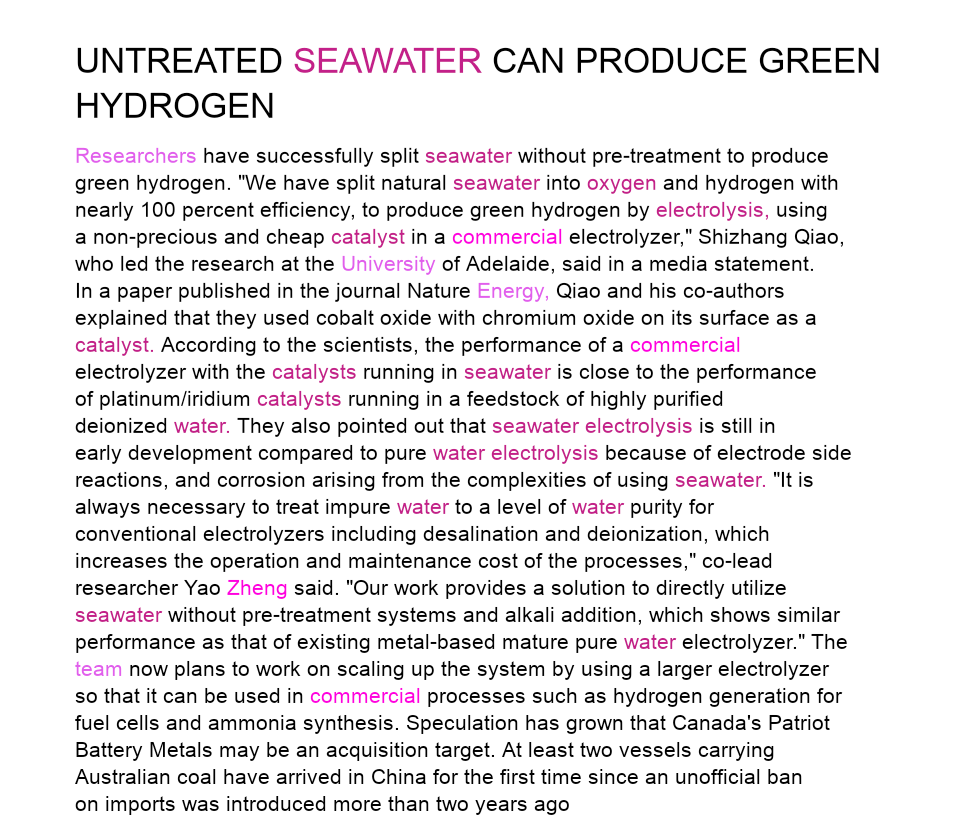 UNTREATED SEAWATER CAN PRODUCE GREEN
HYDROGEN
Researchers have successfully split seawater without pre-treatment to produce
green hydrogen. "We have split natural seawater into oxygen and hydrogen with
nearly 100 percent efficiency, to produce green hydrogen by electrolysis, using
a non-precious and cheap catalyst in a commercial electrolyzer," Shizhang Qiao,
who led the research at the University of Adelaide, said in a media statement.
In a paper published in the journal Nature Energy, Qiao and his co-authors
explained that they used cobalt oxide with chromium oxide on its surface as a
catalyst. According to the scientists, the performance of a commercial
electrolyzer with the catalysts running in seawater is close to the performance
of platinum/iridium catalysts running in a feedstock of highly purified
deionized water. They also pointed out that seawater electrolysis is still in
early development compared to pure water electrolysis because of electrode side
reactions, and corrosion arising from the complexities of using seawater. "It is
always necessary to treat impure water to a level of water purity for
conventional electrolyzers including desalination and deionization, which
increases the operation and maintenance cost of the processes," co-lead
researcher Yao Zheng said. "Our work provides a solution to directly utilize
seawater without pre-treatment systems and alkali addition, which shows similar
performance as that of existing metal-based mature pure water electrolyzer." The
team now plans to work on scaling up the system by using a larger electrolyzer
so that it can be used in commercial processes such as hydrogen generation for
fuel cells and ammonia synthesis. Speculation has grown that Canada's Patriot
Battery Metals may be an acquisition target. At least two vessels carrying
Australian coal have arrived in China for the first time since an unofficial ban
on imports was introduced more than two years ago